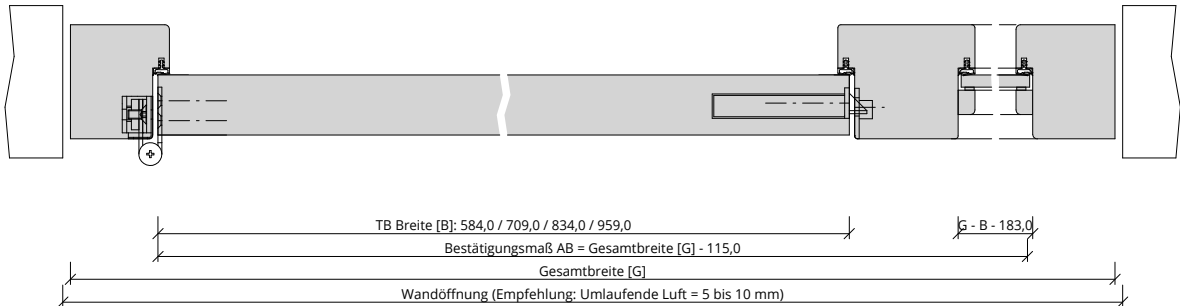 TB Breite [B]: 584,0 / 709,0 / 834,0 / 959,0
G - B - 183,0
Bestätigungsmaß AB = Gesamtbreite [G] - 115,0
Gesamtbreite [G]
Wandöffnung (Empfehlung: Umlaufende Luft = 5 bis 10 mm)